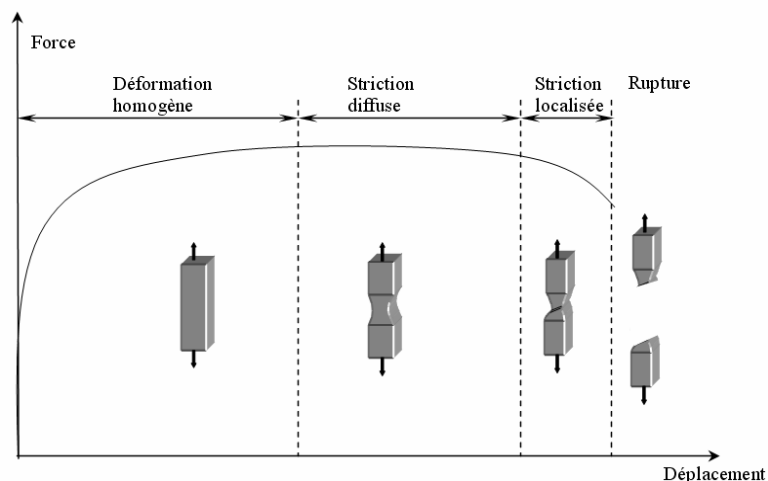 Force
Déformation
homogène
Striction
diffuse
Striction
localisée
Rupture
Déplacement